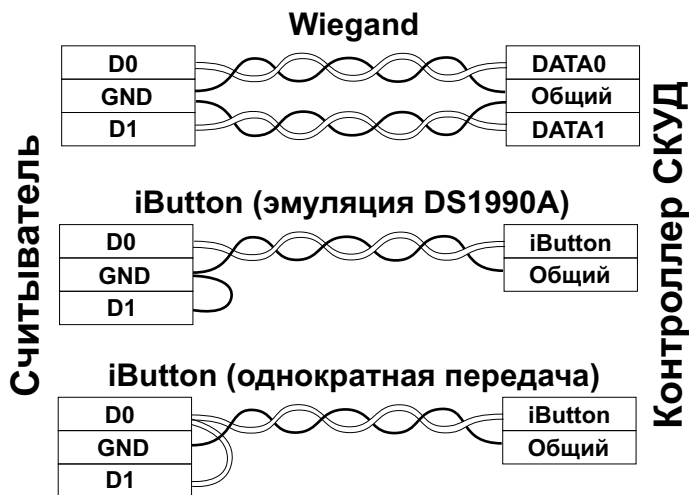 Wiegand
D0
GND
D1
DATA0
Общий
DATA1
iButton (эмуляция DS1990A)
D0
GND
D1
iButton
Общий
iButton (однократная передача)
D0
GND
D1
iButton
Общий
Считыватель
Контроллер СКУД